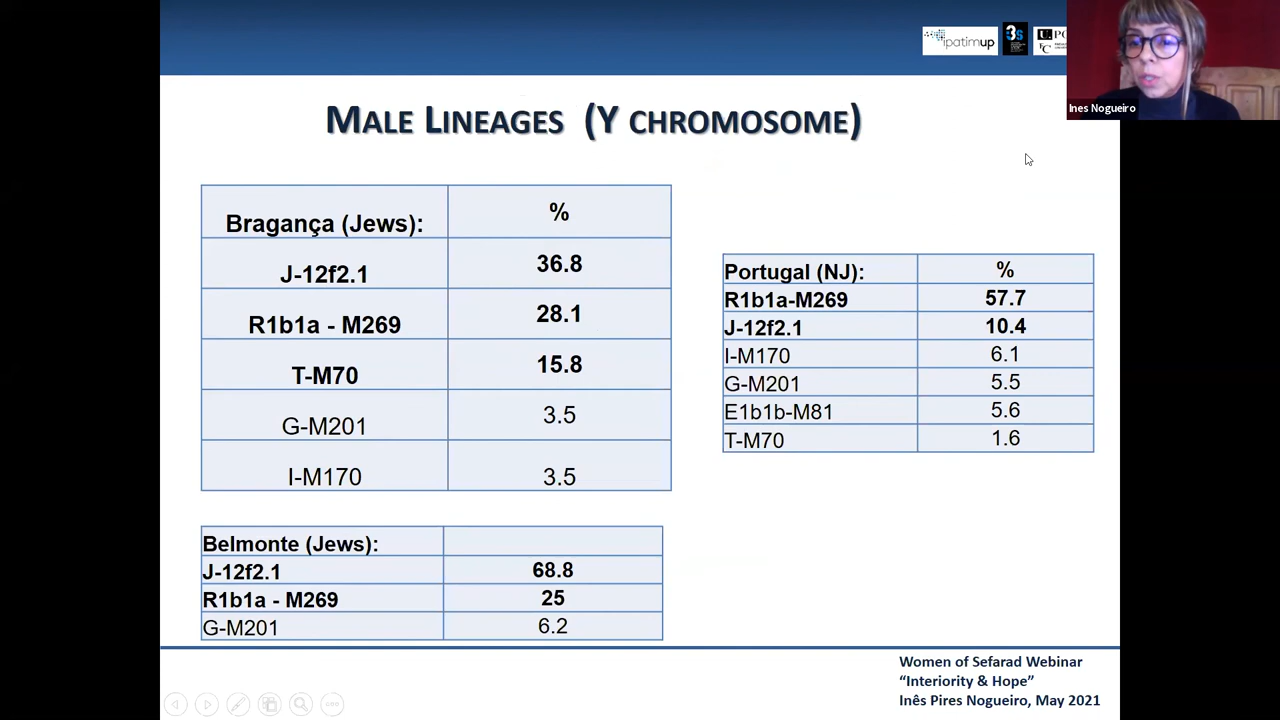 ipatimup
Ines Nogueiro
MALE LINEAGES (Y CHROMOSOME)
Bragança (Jews): %
J-12f2.1 36.8
R1b1a - M269 28.1
T-M70 15.8
G-M201 3.5
I-M170 3.5
Portugal (NJ): %
R1b1a-M269 57.7
J-12f2.1 10.4
I-M170 6.1
G-M201 5.5
E1b1b-M81 5.6
T-M70 1.6
Belmonte (Jews):
J-12f2.1 68.8
R1b1a - M269 25
G-M201 6.2
Women of Sefarad Webinar
“Interiority & Hope”
Inês Pires Nogueiro, May 2021